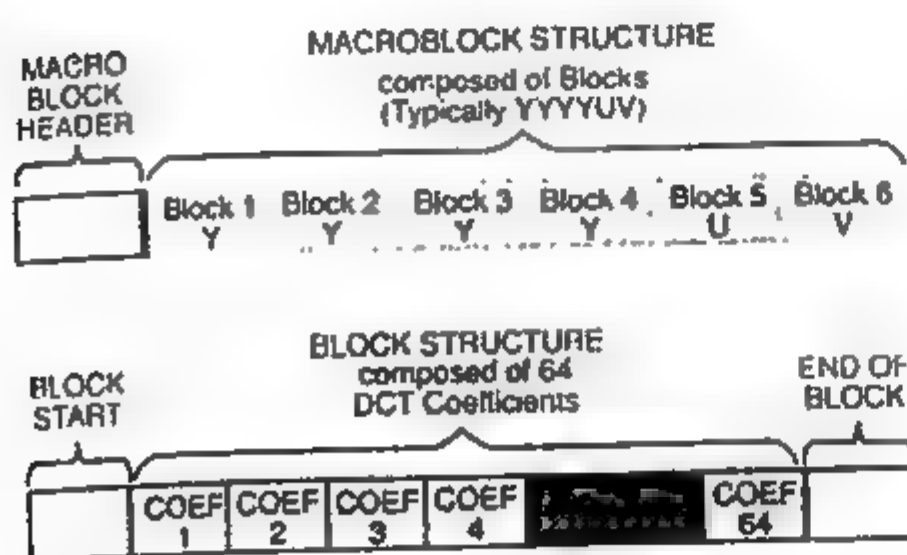 MACROBLOCK STRUCTURE
composed of Blocks
(Typically YYYYUV)
MACRO
BLOCK
HEADER
Block 1 Block 2 Block 3 Block 4 Block 5 Block 6
Y Y Y Y U V
BLOCK STRUCTURE
composed of 64
DCT Coefficients
BLOCK
START
END OF
BLOCK
COEF COEF COEF COEF COEF
1 2 3 4 64